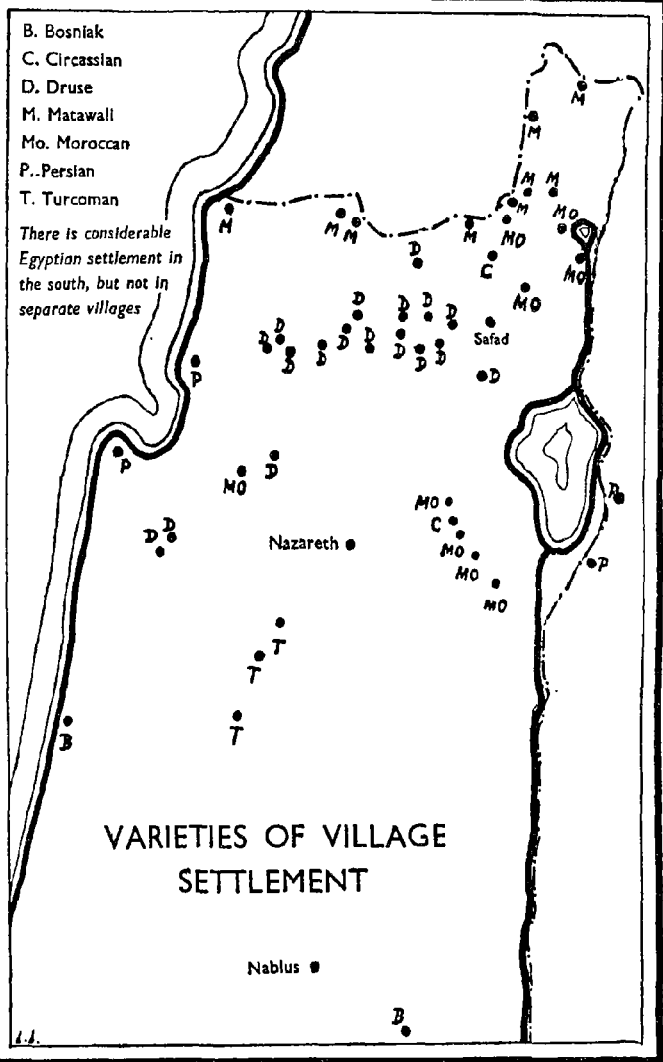 B. Bosniak
C. Circassian
D. Druse
M. Matawali
Mo. Moroccan
P..Persian
T. Turcoman
There is considerable
Egyptian settlement in
the south, but not in
separate villages
M
M
M M
M
MO
M
M M
M
MO
D
C
MO
MO
D
D D
D
D
D
D
D
D
D
D
D D
Safad
P
D
P
D
MO
MO
C
P
D D
Nazareth
MO
P
MO
MO
T
T
T
B
VARIETIES OF VILLAGE
SETTLEMENT
Nablus
B